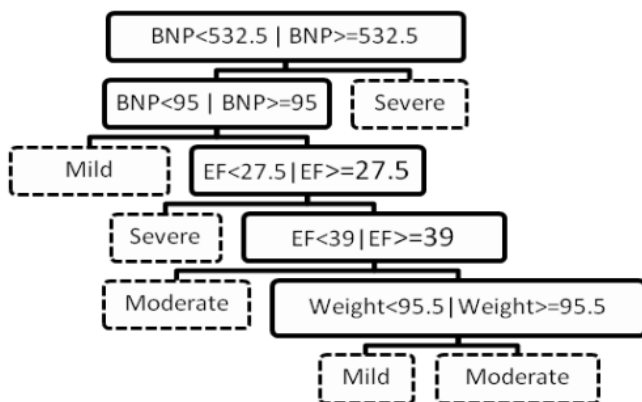 BNP<532.5 | BNP>=532.5
BNP<95 | BNP>=95
Severe
Mild
EF<27.5|EF>=27.5
Severe
EF<39|EF>=39
Moderate
Weight<95.5|Weight>=95.5
Mild
Moderate